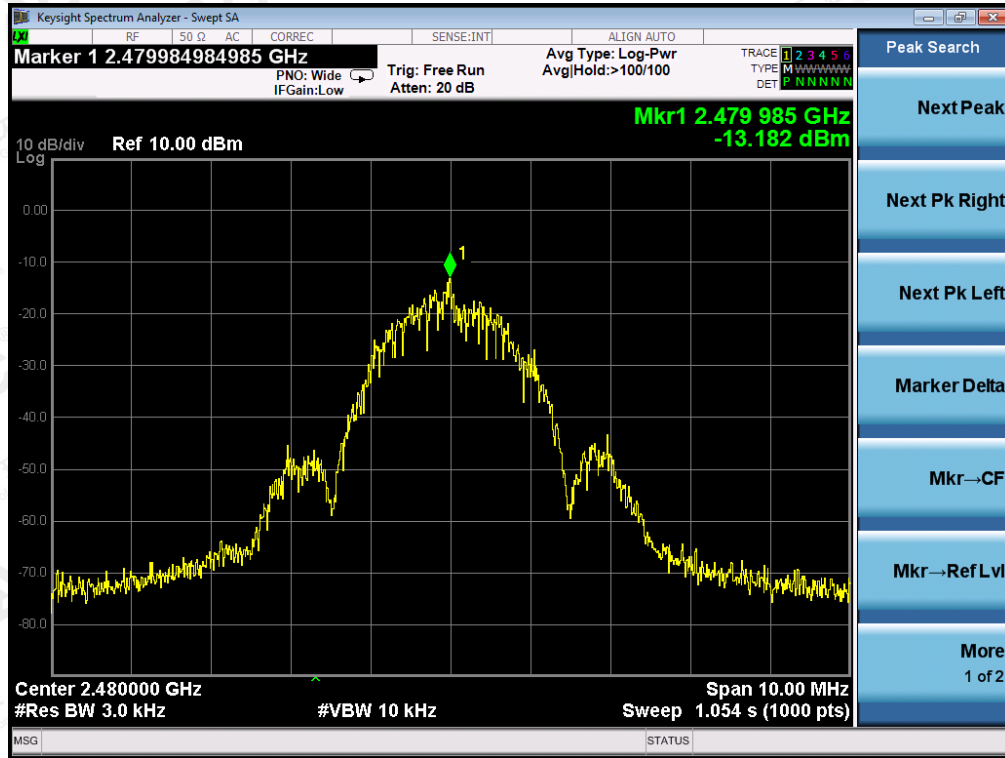 Keysight Spectrum Analyzer - Swept SA
LXI RF 50 Ω AC CORREC SENSE:INT ALIGN AUTO
Marker 1 2.479984984985 GHz
PNO: Wide
IFGain:Low
Trig: Free Run
Atten: 20 dB
Avg Type: Log-Pwr
Avg|Hold:>100/100
TRACE 1 2 3 4 5 6
TYPE M WWWWW
DET P N N N N N
Mkr1 2.479 985 GHz
-13.182 dBm
10 dB/div Ref 10.00 dBm
Log
0.00
-10.0
-20.0
-30.0
-40.0
-50.0
-60.0
-70.0
-80.0
1
Center 2.480000 GHz
Span 10.00 MHz
#Res BW 3.0 kHz
#VBW 10 kHz
Sweep 1.054 s (1000 pts)
MSG
STATUS
Peak Search
Next Peak
Next Pk Right
Next Pk Left
Marker Delta
Mkr→CF
Mkr→Ref Lvl
More
1 of 2